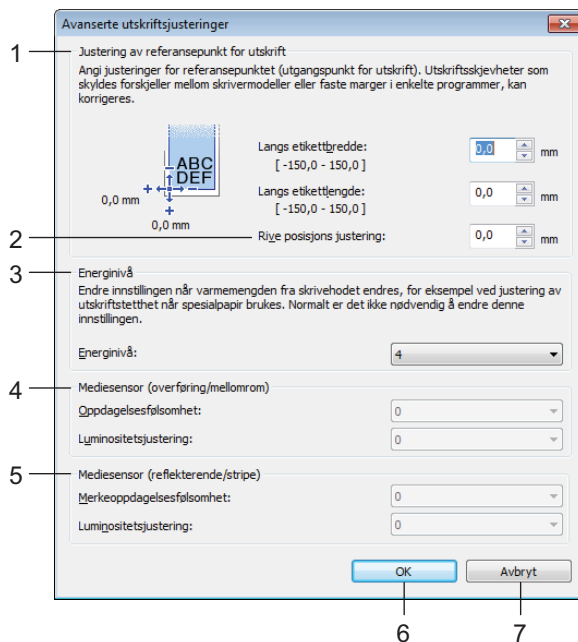 Avanserte utskriftsjusteringer
1
Justering av referansepunkt for utskrift
Angi justeringer for referansepunktet (utgangspunkt for utskrift). Utskriftsskjevheter som
skyldes forskjeller mellom skrivermodeller eller faste marger i enkelte programmer, kan
korrigeres.
ABC
DEF
0,0 mm
0,0 mm
Langs etikettbredde:
0,0
mm
[ -150,0 - 150,0 ]
Langs etikettlengde:
0,0
mm
[ -150,0 - 150,0 ]
2
Rive posisjons justering:
0,0
mm
3
Energinivå
Endre innstillingen når varmemengden fra skrivehodet endres, for eksempel ved justering av
utskriftstetthet når spesialpapir brukes. Normalt er det ikke nødvendig å endre denne
innstillingen.
Energinivå:
4
4
Mediesensor (overføring/mellomrom)
Oppdagelsesfølsomhet:
0
Luminositetsjustering:
0
5
Mediesensor (reflekterende/stripe)
Merkeoppdagelsesfølsomhet:
0
Luminositetsjustering:
0
OK
Avbryt
6
7